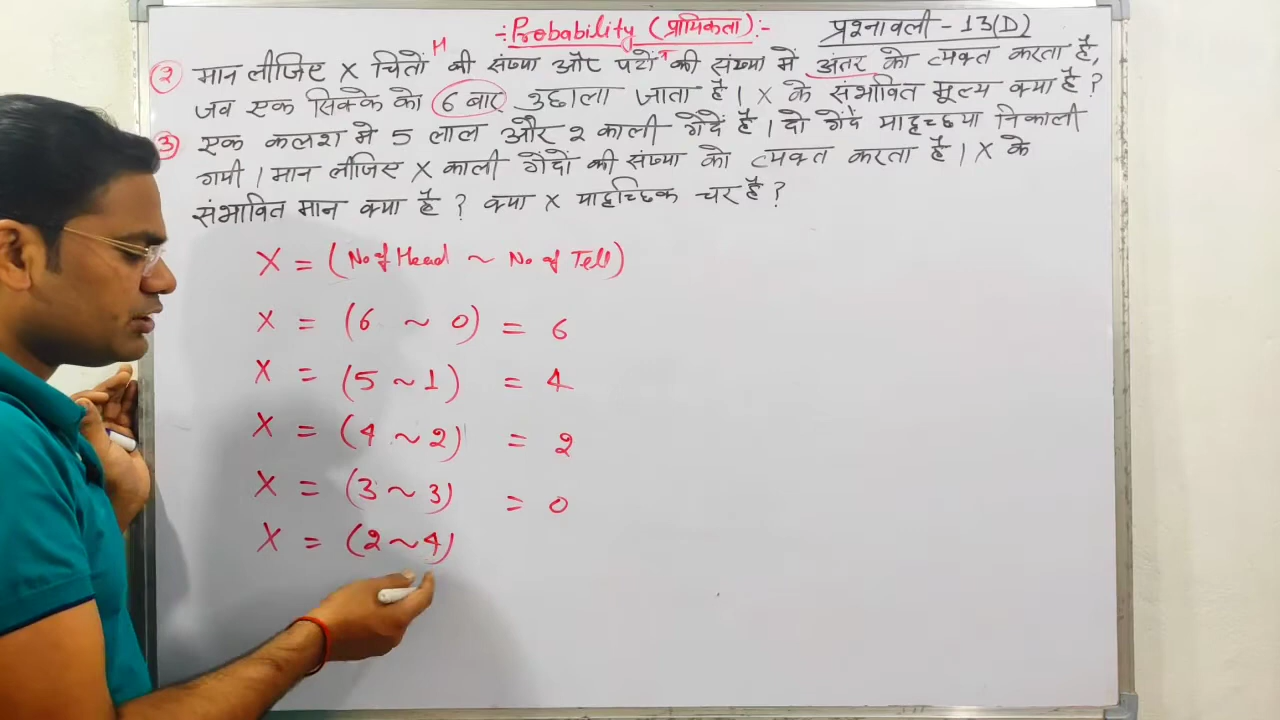 -: Probability (प्रायिकता) :- प्रश्नावली - 13(D)
२ मान लीजिए X चितों H की संख्या और पटों T की संख्या में अंतर को व्यक्त करता है,
जब एक सिक्के को 6 बार उछाला जाता है। X के संभावित मूल्य क्या है ?
③ एक कलश में 5 लाल और 2 काली गेंदें है। दो गेंदे यादृच्छया निकाली
गयी। मान लीजिए X काली गेंदों की संख्या को व्यक्त करता है। X के
संभावित मान क्या है ? क्या X यादृच्छिक चर है ?
X = (No of Head ~ No of Tell)
X = (6 ~ 0) = 6
X = (5 ~ 1) = 4
X = (4 ~ 2) = 2
X = (3 ~ 3) = 0
X = (2 ~ 4)